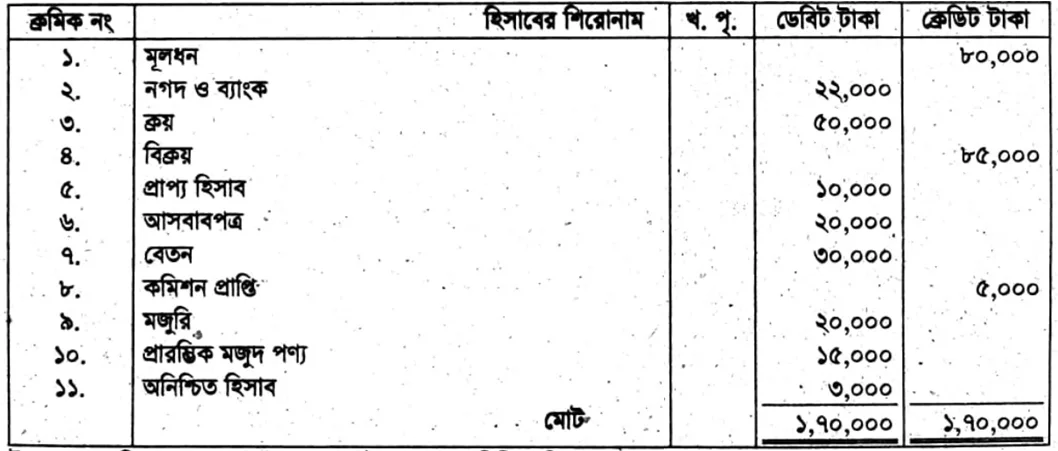 ক্রমিক নং হিসাবের শিরোনাম খ. পৃ. ডেবিট টাকা ক্রেডিট টাকা
১. মূলধন ৮০,০০০
২. নগদ ও ব্যাংক ২২,০০০
৩. ক্রয় ৫০,০০০
৪. বিক্রয় ৮৫,০০০
৫. প্রাপ্য হিসাব ১০,০০০
৬. আসবাবপত্র ২০,০০০
৭. বেতন ৩০,০০০
৮. কমিশন প্রাপ্তি ৫,০০০
৯. মজুরি ২০,০০০
১০. প্রারম্ভিক মজুদ পণ্য ১৫,০০০
১১. অনিশ্চিত হিসাব ৩,০০০
মোট ১,৭০,০০০ ১,৭০,০০০